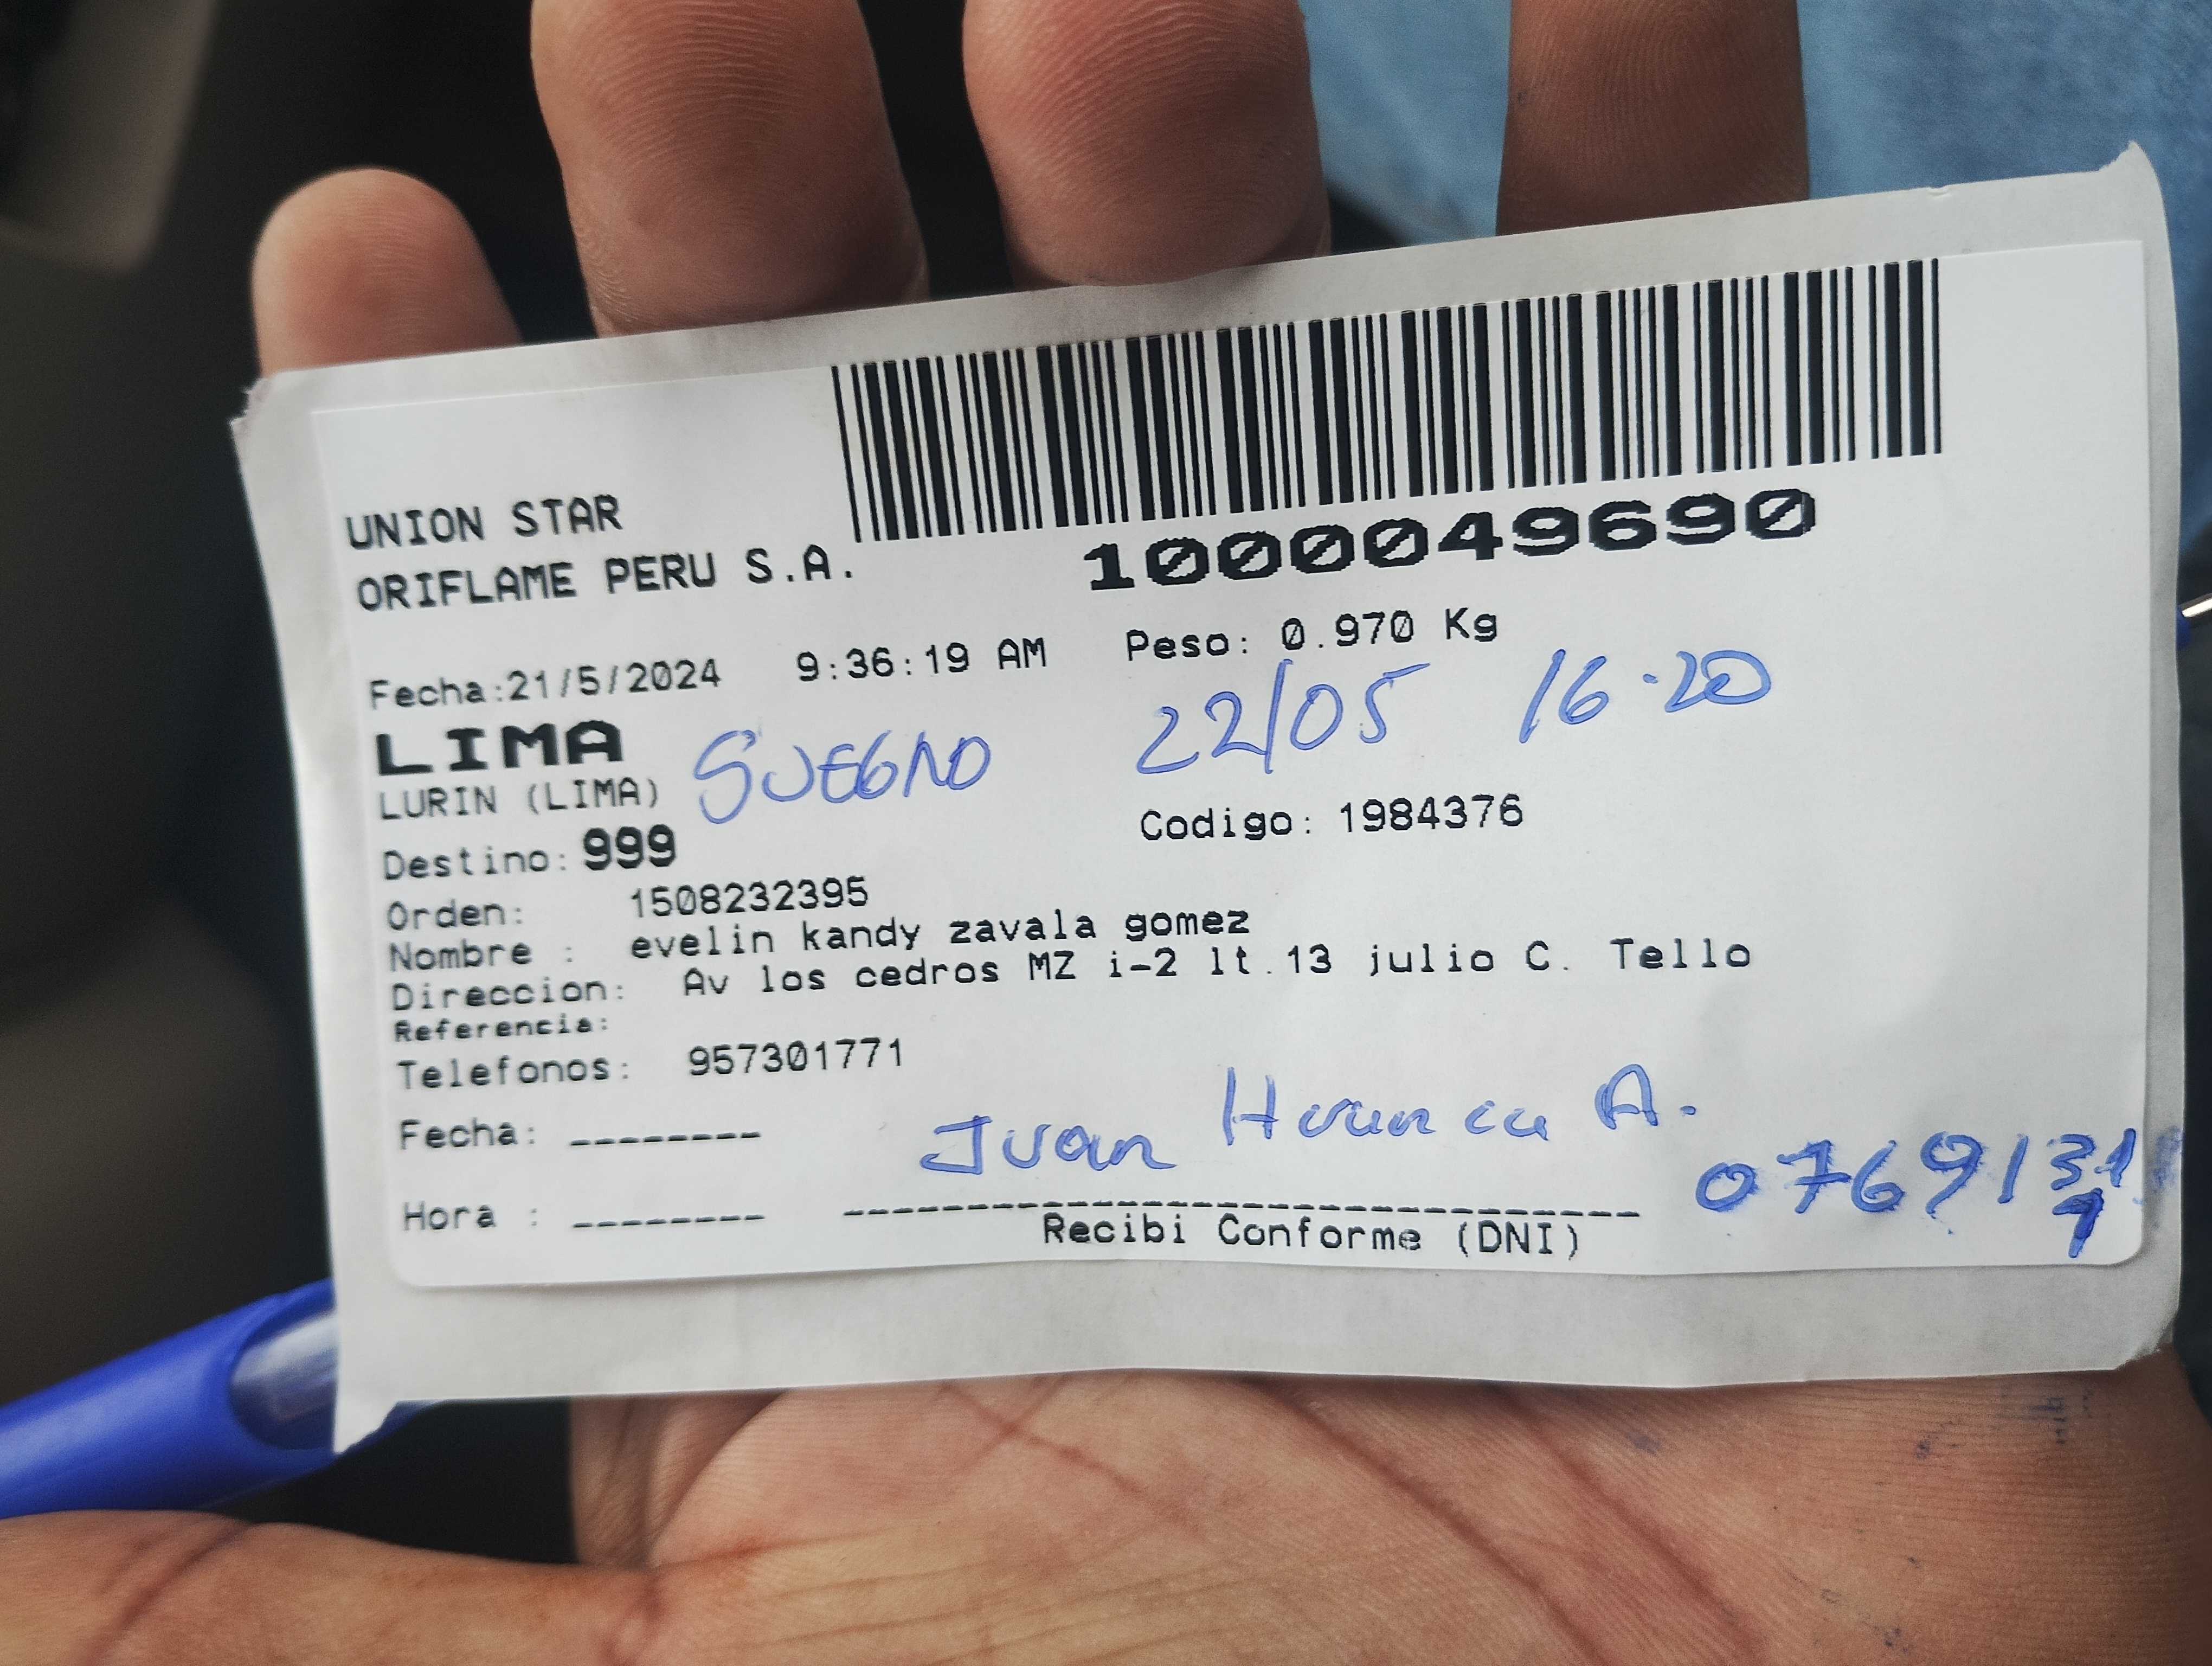 UNION STAR
ORIFLAME PERU S.A.
1000049690
Fecha:21/5/2024 9:36:19 AM Peso: 0.970 Kg
LIMA
SUEGNO 22/05 16:20
LURIN (LIMA)
Destino: 999 Codigo: 1984376
Orden: 1508232395
Nombre : evelin kandy zavala gomez
Direccion: Av los cedros MZ i-2 lt.13 julio C. Tello
Referencia:
Telefonos: 957301771
Fecha: --------
Juan A.
Hora : --------
Recibi Conforme (DNI)